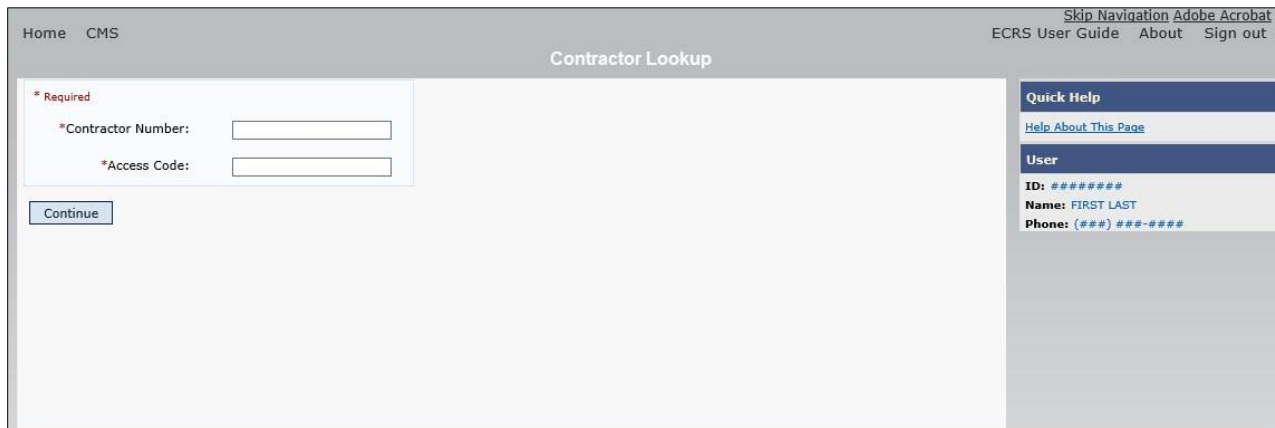 Skip Navigation Adobe Acrobat
Home CMS ECRS User Guide About Sign out
Contractor Lookup
* Required
*Contractor Number:
*Access Code:
Continue
Quick Help
Help About This Page
User
ID: ########
Name: FIRST LAST
Phone: (###) ###-####